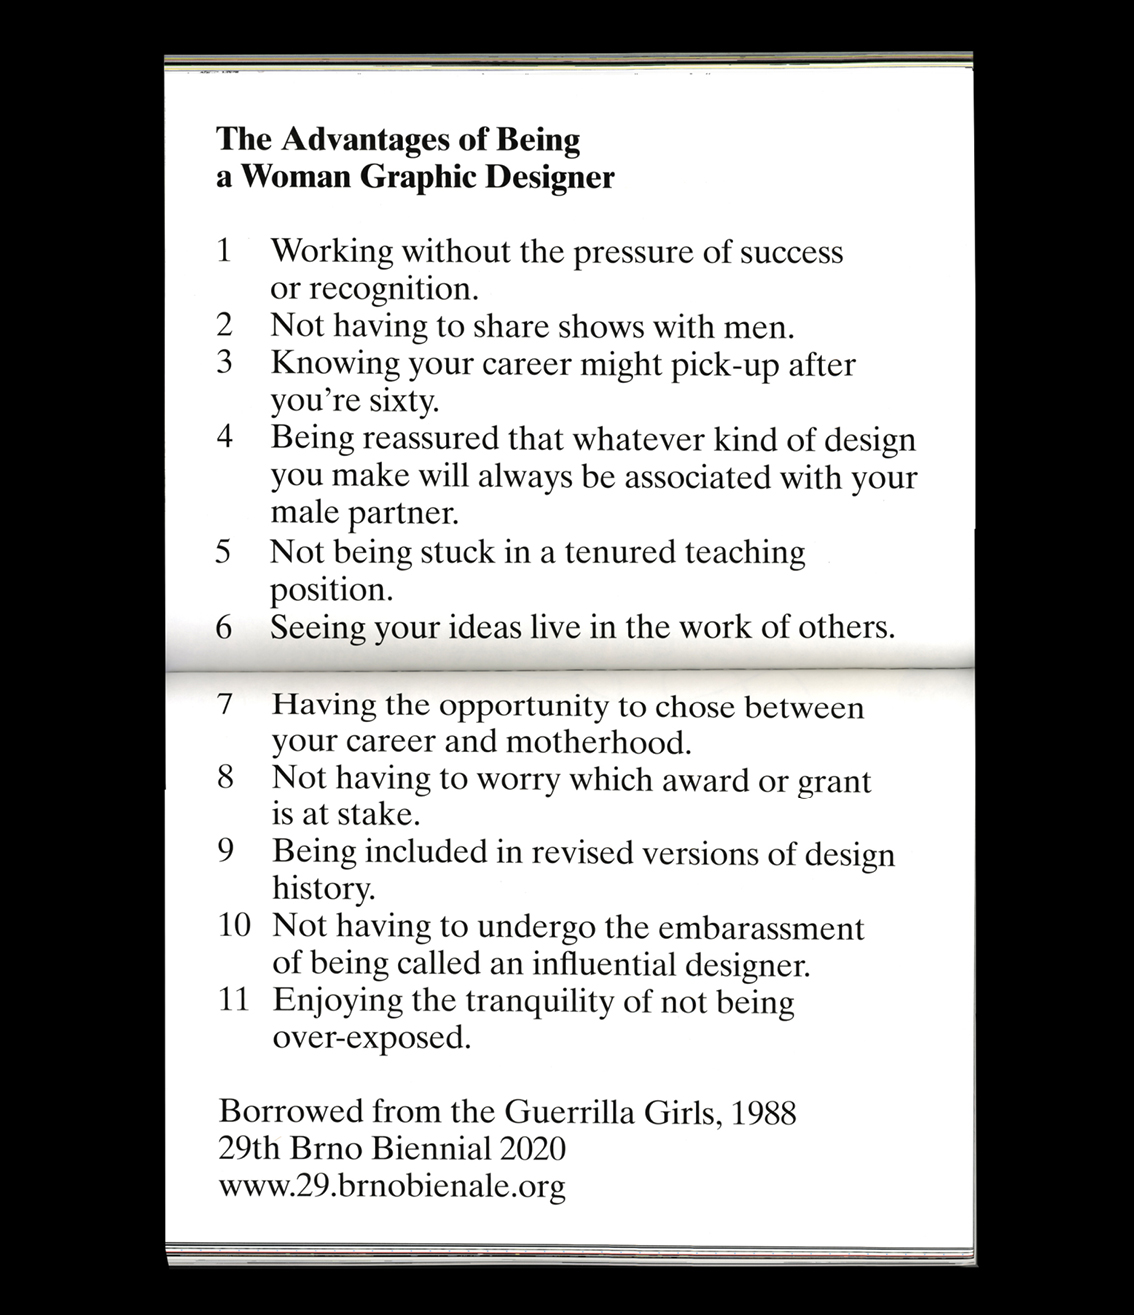 The Advantages of Being
a Woman Graphic Designer
1 Working without the pressure of success
or recognition.
2 Not having to share shows with men.
3 Knowing your career might pick-up after
you're sixty.
4 Being reassured that whatever kind of design
you make will always be associated with your
male partner.
5 Not being stuck in a tenured teaching
position.
6 Seeing your ideas live in the work of others.
7 Having the opportunity to chose between
your career and motherhood.
8 Not having to worry which award or grant
is at stake.
9 Being included in revised versions of design
history.
10 Not having to undergo the embarassment
of being called an influential designer.
11 Enjoying the tranquility of not being
over-exposed.
Borrowed from the Guerrilla Girls, 1988
29th Brno Biennial 2020
www.29.brnobienale.org